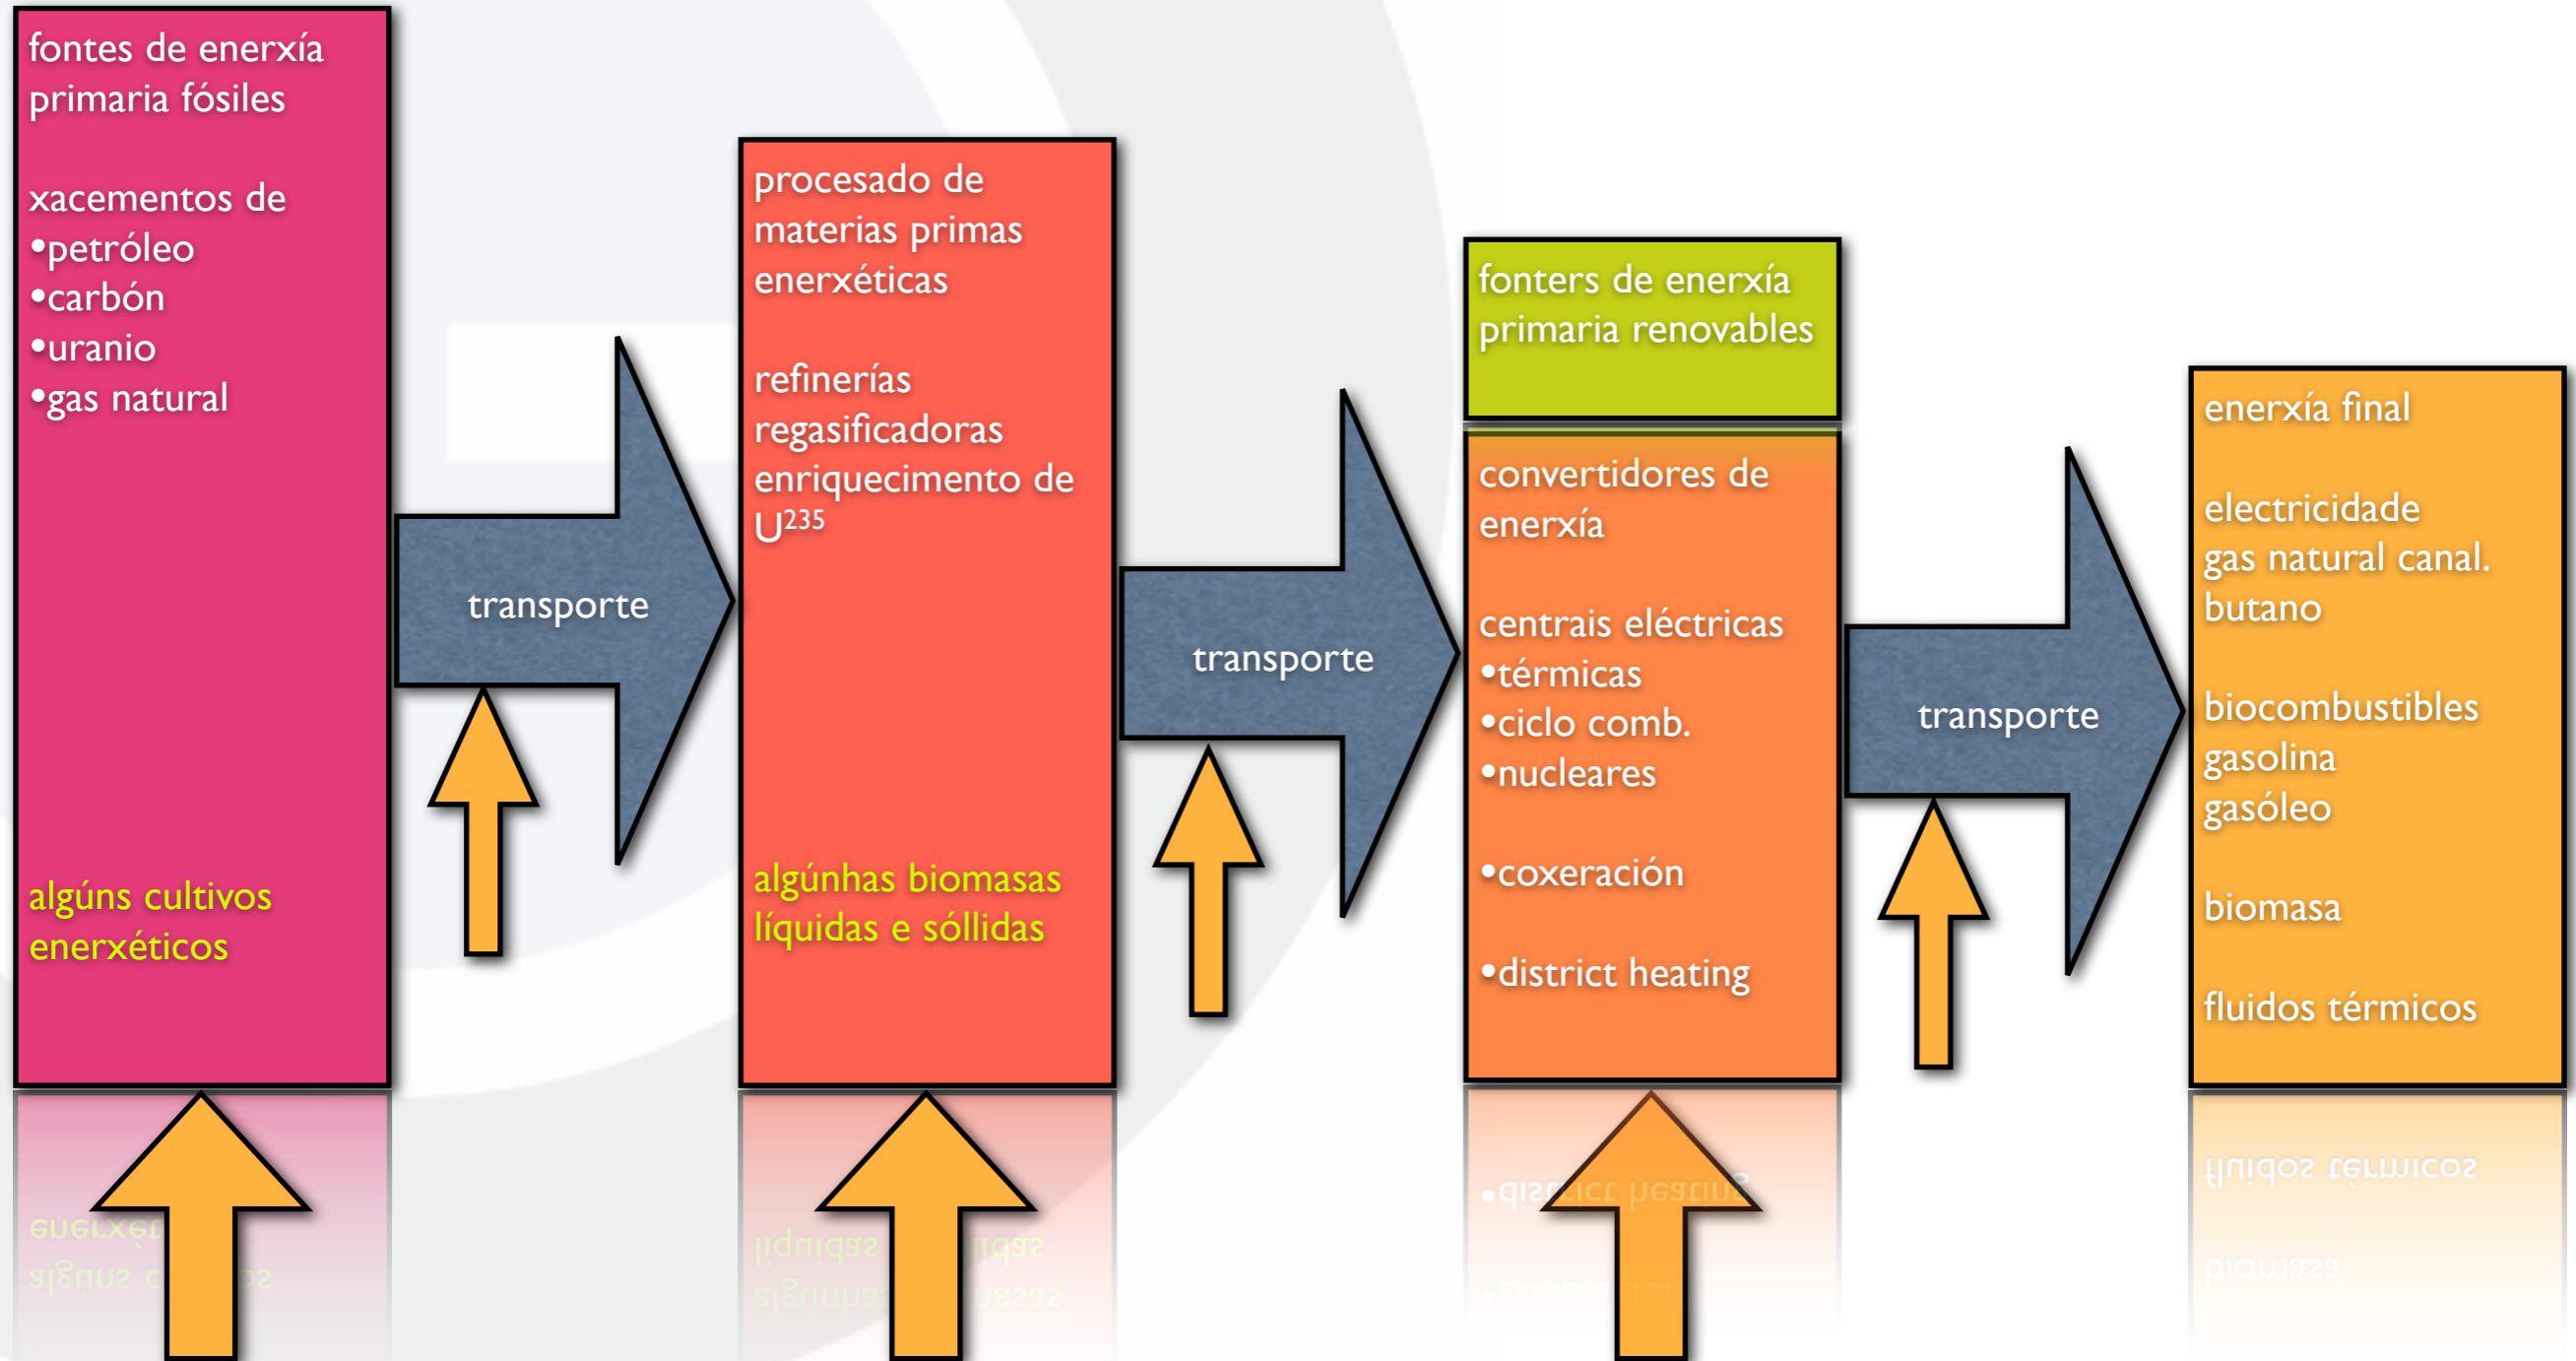 fontes de enerxía
primaria fósiles
xacementos de
•petróleo
•carbón
•uranio
•gas natural
algúns cultivos
enerxéticos
transporte
procesado de
materias primas
enerxéticas
refinerías
regasificadoras
enriquecimento de
U²³⁵
algúnhas biomasas
líquidas e sóllidas
transporte
fonters de enerxía
primaria renovables
convertidores de
enerxía
centrais eléctricas
•térmicas
•ciclo comb.
•nucleares
•coxeración
•district heating
transporte
enerxía final
electricidade
gas natural canal.
butano
biocombustibles
gasolina
gasóleo
biomasa
fluidos térmicos